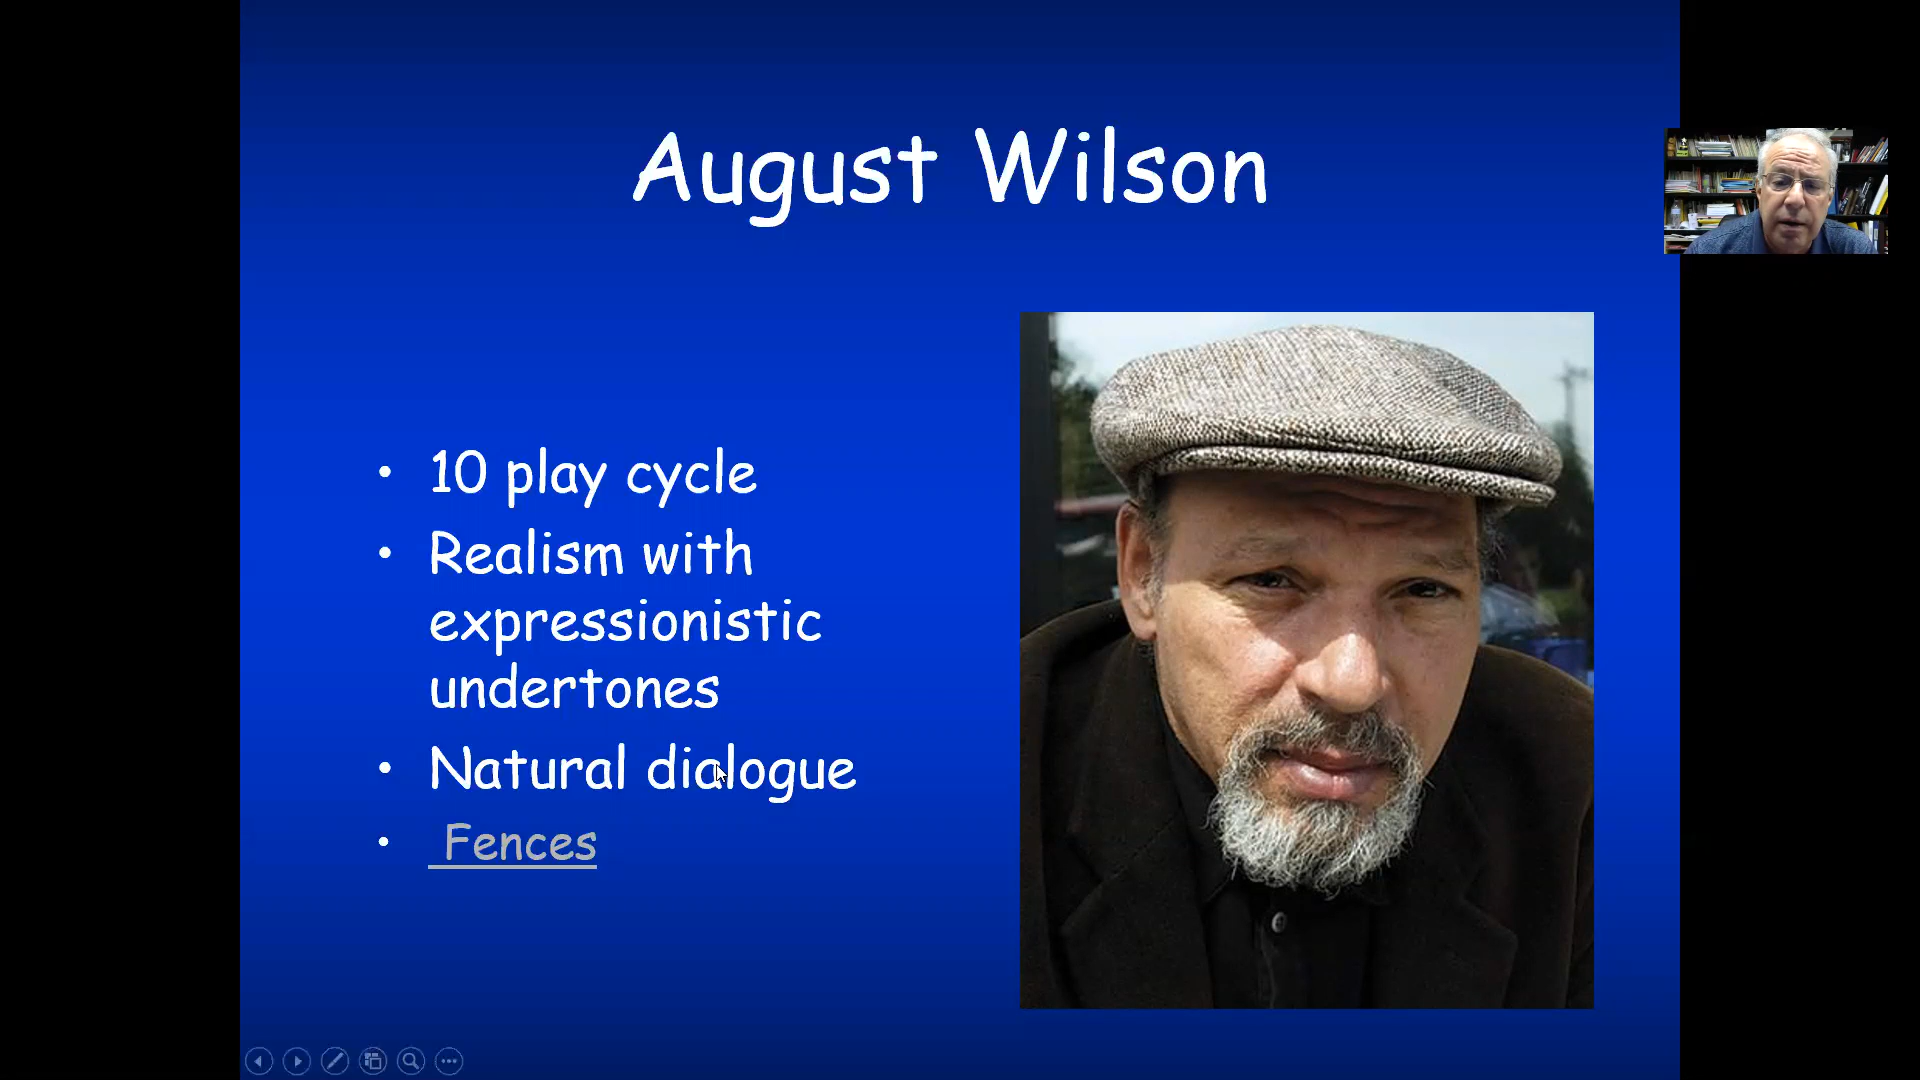 August Wilson
• 10 play cycle
• Realism with
expressionistic
undertones
• Natural dialogue
• Fences